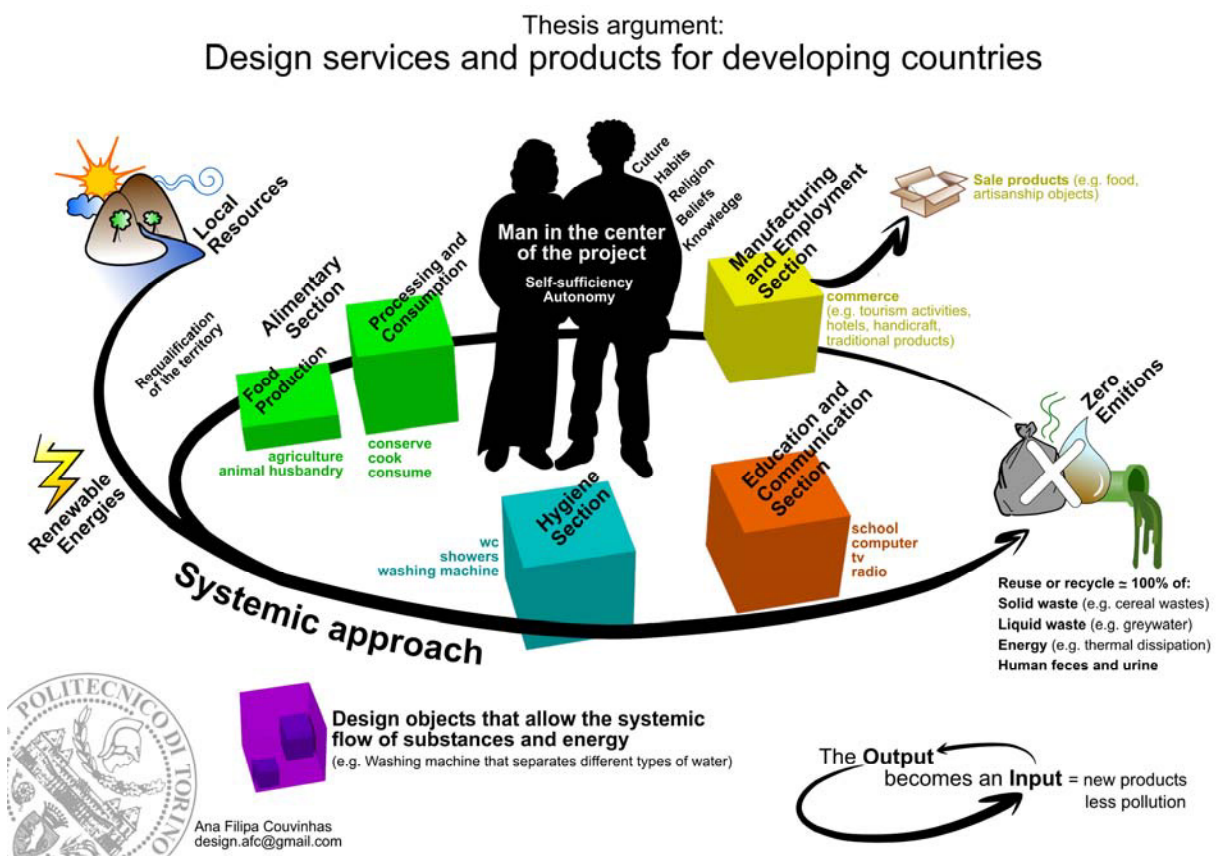 Thesis argument:
Design services and products for developing countries
Local
Resources
Requalification
of the territory
Renewable
Energies
Alimentary
Section
Food
Production
agriculture
animal husbandry
Processing and
Consumption
conserve
cook
consume
Man in the center
of the project
Self-sufficiency
Autonomy
Cuture
Habits
Religion
Beliefs
Knowledge
Manufacturing
and Employment
Section
Sale products (e.g. food,
artisanship objects)
commerce
(e.g. tourism activities,
hotels, handicraft,
traditional products)
Zero
Emitions
Hygiene
Section
wc
showers
washing machine
Education and
Communication
Section
school
computer
tv
radio
Systemic approach
Reuse or recycle ≃ 100% of:
Solid waste (e.g. cereal wastes)
Liquid waste (e.g. greywater)
Energy (e.g. thermal dissipation)
Human feces and urine
POLITECNICO DI TORINO
Design objects that allow the systemic
flow of substances and energy
(e.g. Washing machine that separates different types of water)
Ana Filipa Couvinhas
design.afc@gmail.com
The Output
becomes an Input = new products
less pollution